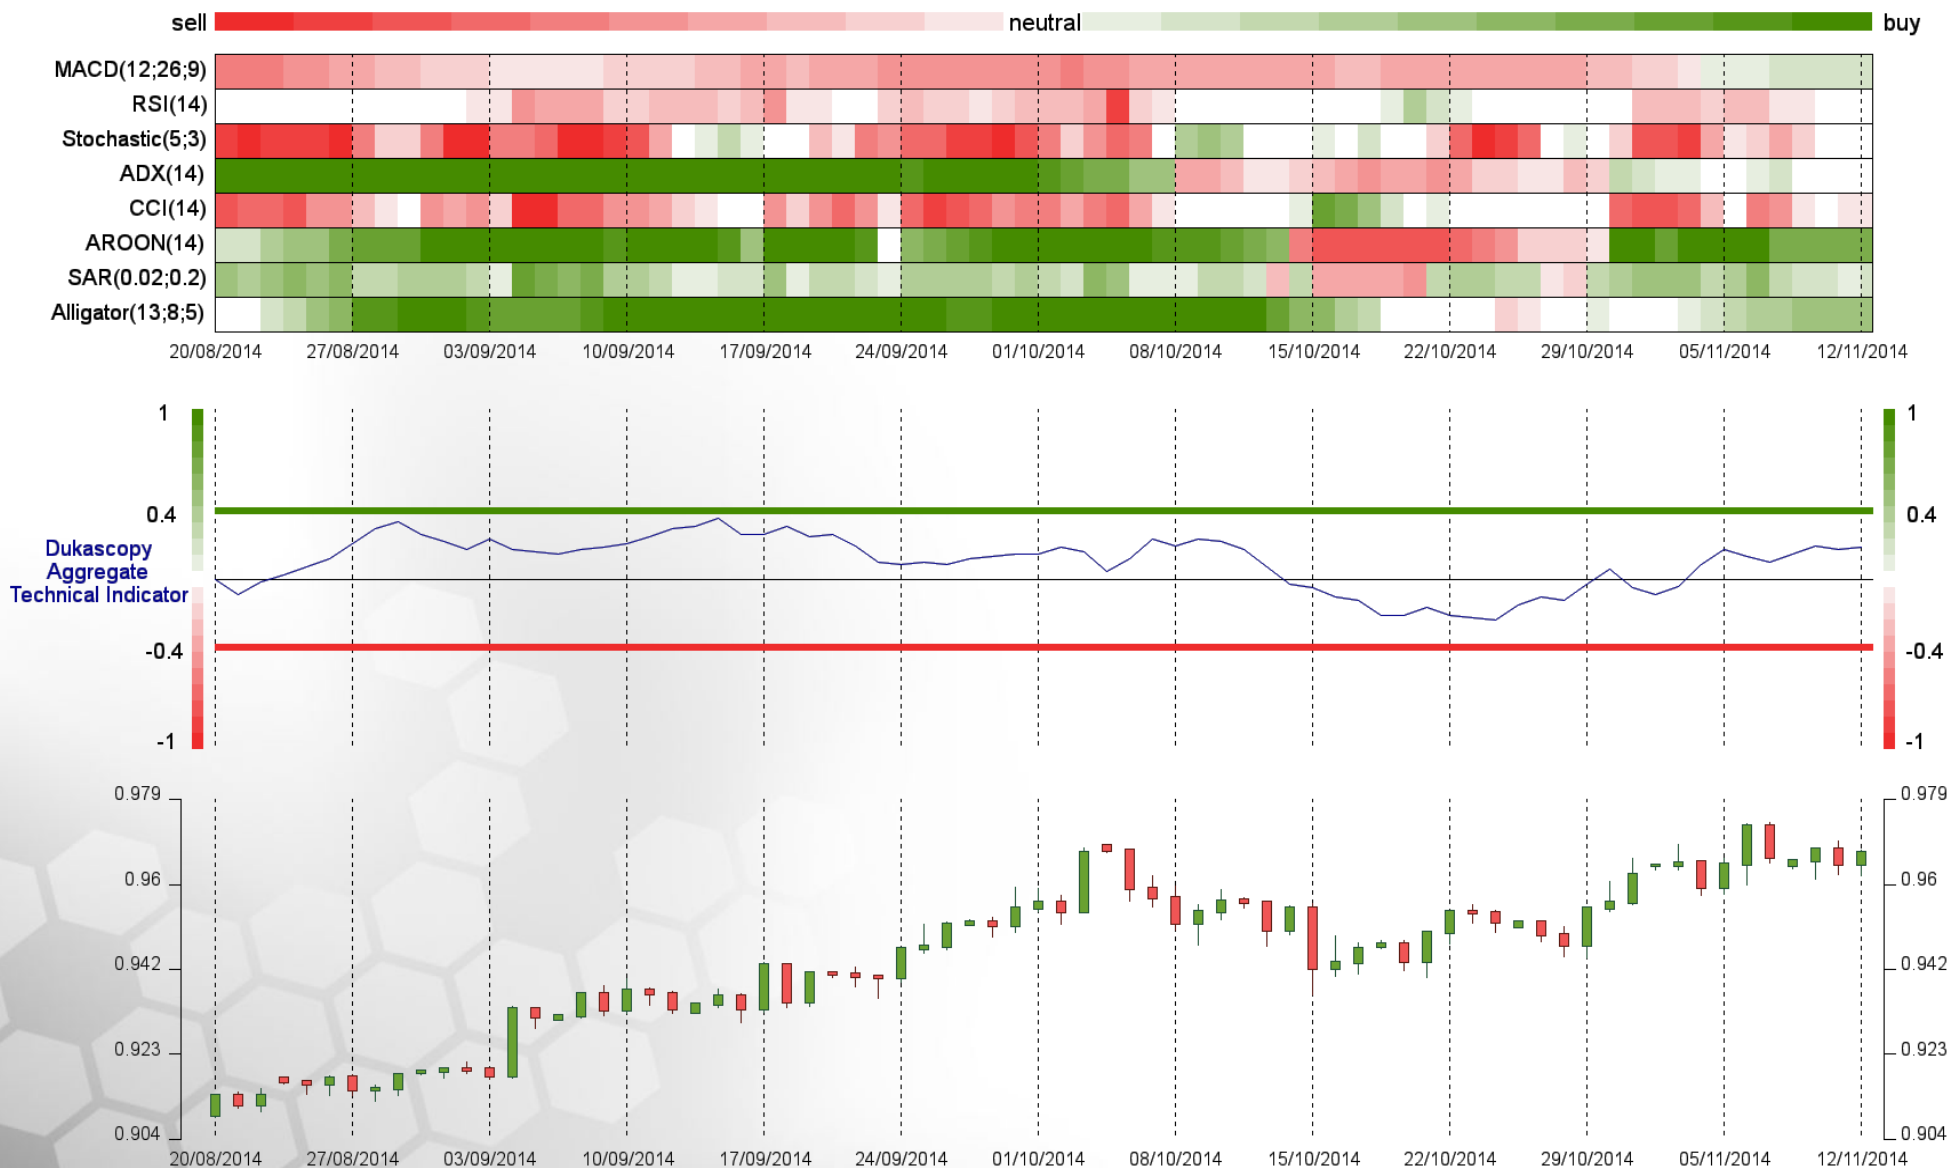 sell neutral buy
MACD(12;26;9)
RSI(14)
Stochastic(5;3)
ADX(14)
CCI(14)
AROON(14)
SAR(0.02;0.2)
Alligator(13;8;5)
20/08/2014 27/08/2014 03/09/2014 10/09/2014 17/09/2014 24/09/2014 01/10/2014 08/10/2014 15/10/2014 22/10/2014 29/10/2014 05/11/2014 12/11/2014
1 1
0.4 0.4
Dukascopy
Aggregate
Technical Indicator
-0.4 -0.4
-1 -1
0.979 0.979
0.96 0.96
0.942 0.942
0.923 0.923
0.904 0.904
20/08/2014 27/08/2014 03/09/2014 10/09/2014 17/09/2014 24/09/2014 01/10/2014 08/10/2014 15/10/2014 22/10/2014 29/10/2014 05/11/2014 12/11/2014